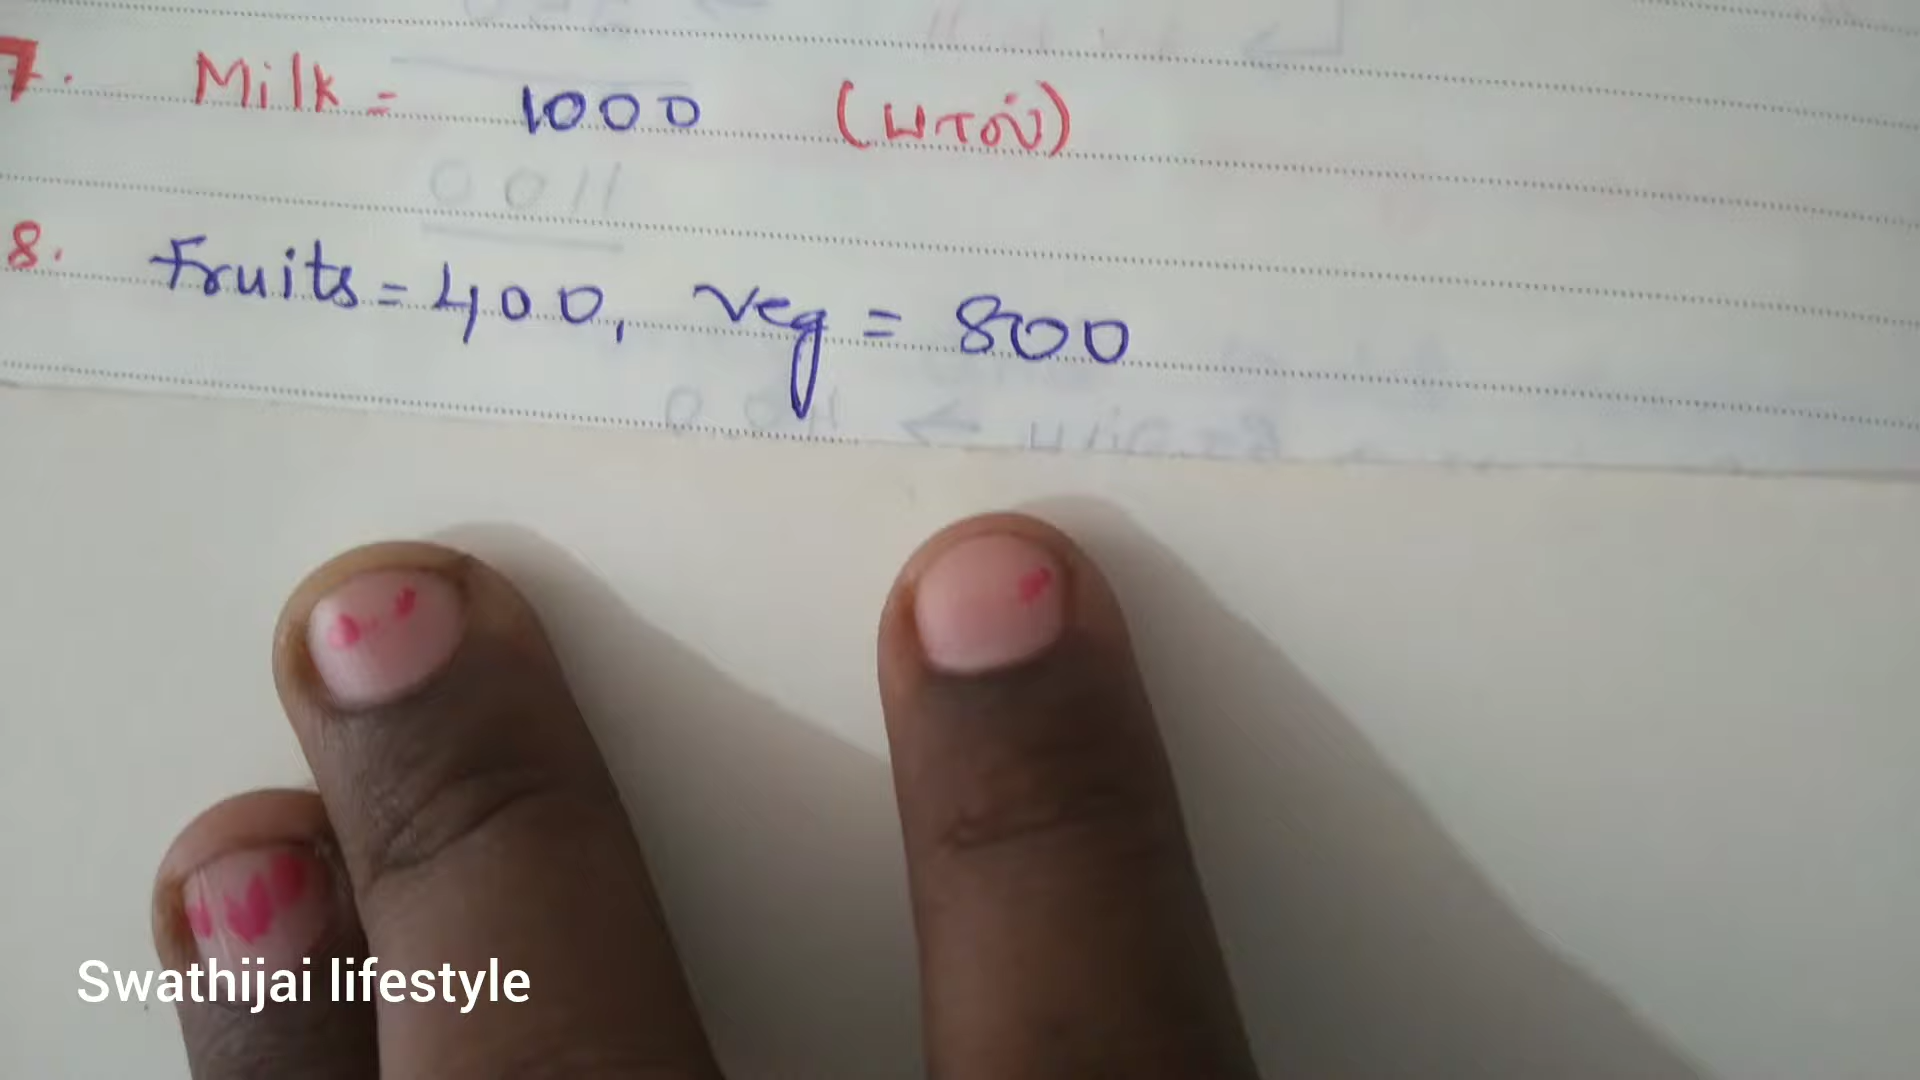 7. Milk = 1000 (பால்)
8. Fruits = 400, veg = 800
Swathijai lifestyle